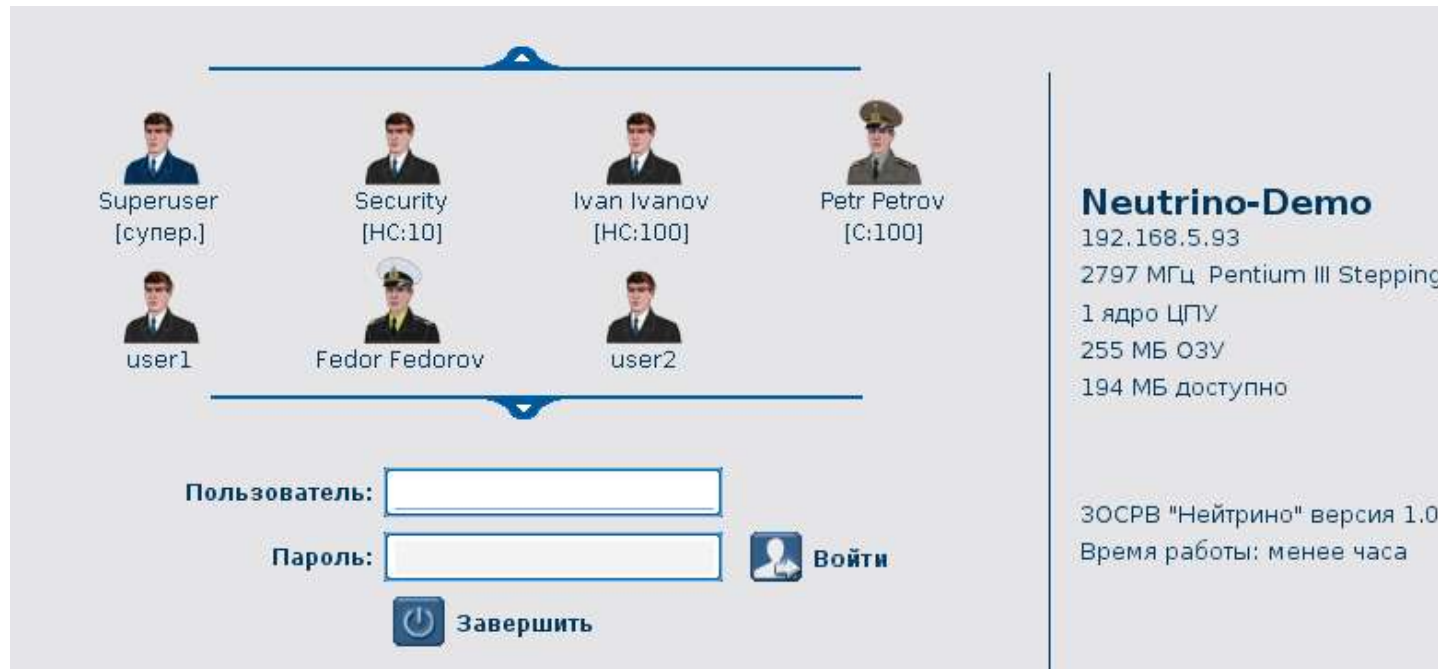 Superuser
[супер.]
Security
[НС:10]
Ivan Ivanov
[НС:100]
Petr Petrov
[С:100]
user1
Fedor Fedorov
user2
Пользователь:
Пароль:
Войти
Завершить
Neutrino-Demo
192.168.5.93
2797 МГц Pentium III Stepping
1 ядро ЦПУ
255 МБ ОЗУ
194 МБ доступно
ЗОСРВ "Нейтрино" версия 1.0
Время работы: менее часа